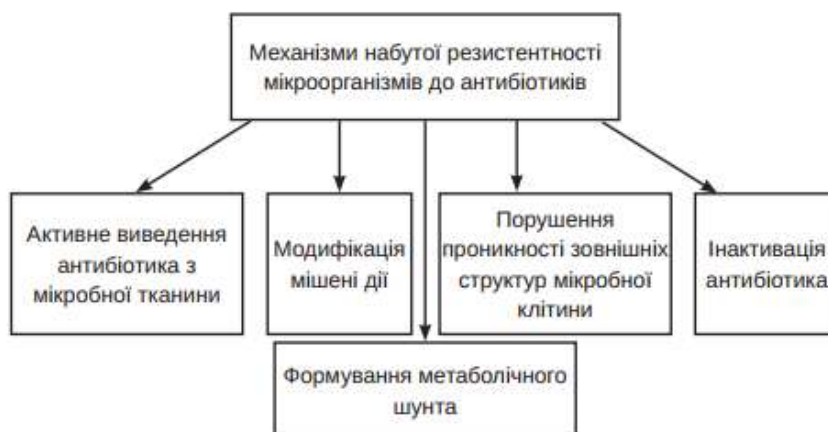 Механізми набутої резистентності
мікроорганізмів до антибіотиків
Активне виведення
антибіотика з
мікробної тканини
Модифікація
мішені дії
Порушення
проникності зовнішніх
структур мікробної
клітини
Інактивація
антибіотика
Формування метаболічного
шунта